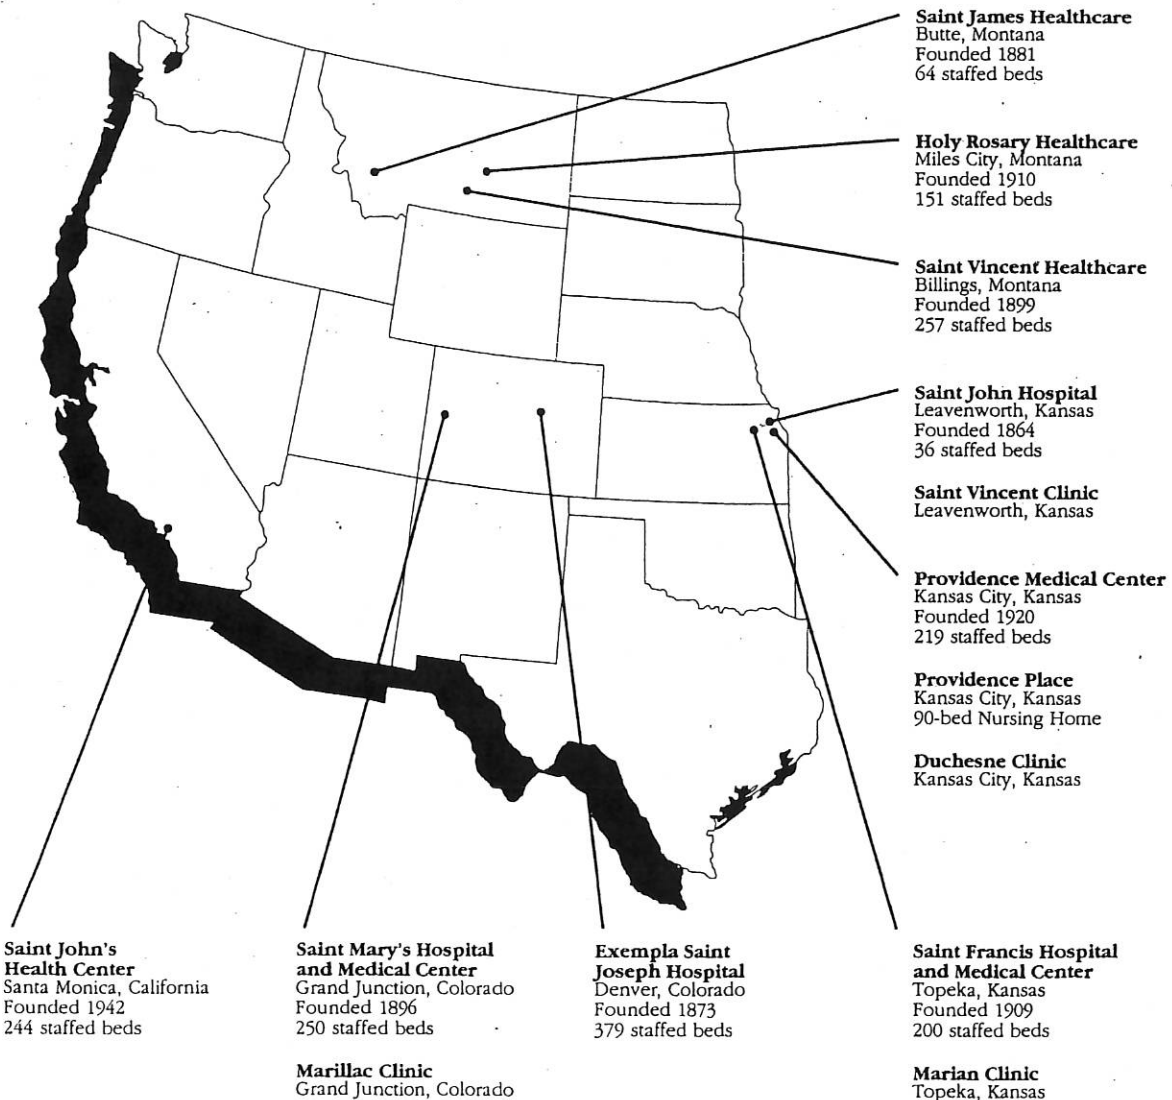 Saint James Healthcare
Butte, Montana
Founded 1881
64 staffed beds
Holy Rosary Healthcare
Miles City, Montana
Founded 1910
151 staffed beds
Saint Vincent Healthcare
Billings, Montana
Founded 1899
257 staffed beds
Saint John Hospital
Leavenworth, Kansas
Founded 1864
36 staffed beds
Saint Vincent Clinic
Leavenworth, Kansas
Providence Medical Center
Kansas City, Kansas
Founded 1920
219 staffed beds
Providence Place
Kansas City, Kansas
90-bed Nursing Home
Duchesne Clinic
Kansas City, Kansas
Saint John's
Health Center
Santa Monica, California
Founded 1942
244 staffed beds
Saint Mary's Hospital
and Medical Center
Grand Junction, Colorado
Founded 1896
250 staffed beds
Marillac Clinic
Grand Junction, Colorado
Exempla Saint
Joseph Hospital
Denver, Colorado
Founded 1873
379 staffed beds
Saint Francis Hospital
and Medical Center
Topeka, Kansas
Founded 1909
200 staffed beds
Marian Clinic
Topeka, Kansas